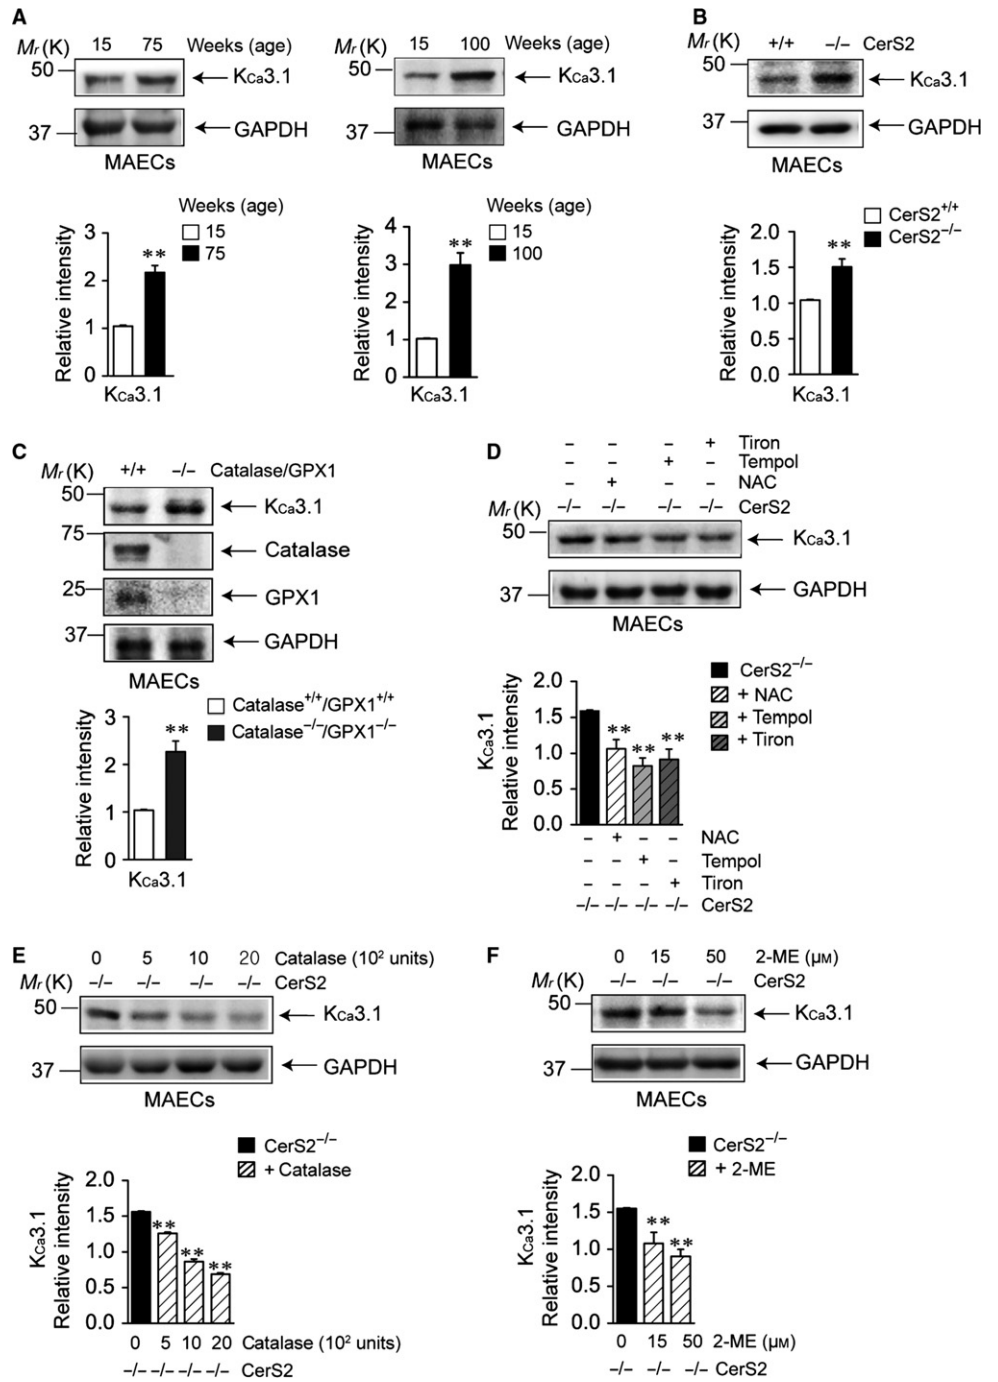 A
Mr (K) 15 75 Weeks (age)
50
KCa3.1
37
GAPDH
MAECs
Weeks (age)
15
75
Relative intensity
3
2
1
0
**
KCa3.1
Mr (K) 15 100 Weeks (age)
50
KCa3.1
37
GAPDH
MAECs
Weeks (age)
15
100
Relative intensity
4
3
2
1
0
**
KCa3.1
B
Mr (K) +/+ –/– CerS2
50
KCa3.1
37
GAPDH
MAECs
CerS2+/+
CerS2–/–
Relative intensity
2.0
1.5
1.0
0.5
0.0
**
KCa3.1
C
Mr (K) +/+ –/– Catalase/GPX1
50
KCa3.1
75
Catalase
25
GPX1
37
GAPDH
MAECs
Catalase+/+/GPX1+/+
Catalase–/–/GPX1–/–
Relative intensity
3
2
1
0
**
KCa3.1
D
– – – + Tiron
– – + – Tempol
– + – – NAC
Mr (K) –/– –/– –/– –/– CerS2
50
KCa3.1
37
GAPDH
MAECs
CerS2–/–
+ NAC
+ Tempol
+ Tiron
KCa3.1
Relative intensity
2.0
1.5
1.0
0.5
0.0
** ** **
– + – – NAC
– – + – Tempol
– – – + Tiron
–/– –/– –/– –/– CerS2
E
0 5 10 20 Catalase (10² units)
Mr (K) –/– –/– –/– –/– CerS2
50
KCa3.1
37
GAPDH
MAECs
CerS2–/–
+ Catalase
KCa3.1
Relative intensity
2.0
1.5
1.0
0.5
0.0
** ** **
0 5 10 20 Catalase (10² units)
–/– –/– –/– –/– CerS2
F
0 15 50 2-ME (µM)
Mr (K) –/– –/– –/– CerS2
50
KCa3.1
37
GAPDH
MAECs
CerS2–/–
+ 2-ME
KCa3.1
Relative intensity
2.0
1.5
1.0
0.5
0.0
** **
0 15 50 2-ME (µM)
–/– –/– –/– CerS2